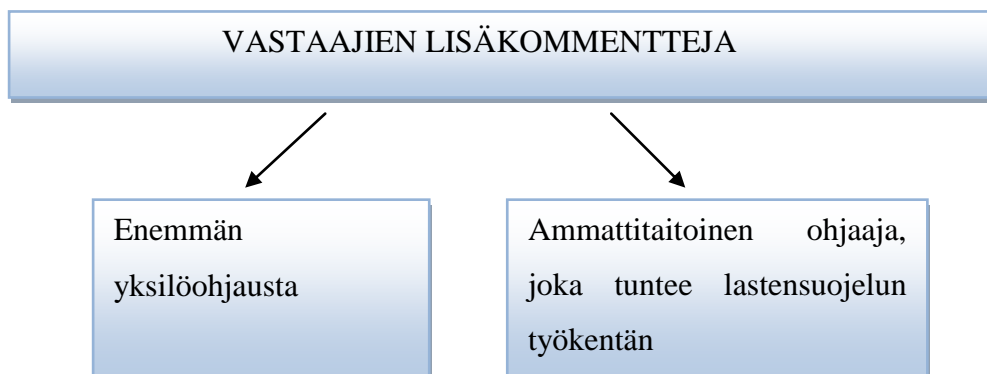 VASTAAJIEN LISÄKOMMENTTEJA
Enemmän
yksilöohjausta
Ammattitaitoinen ohjaaja,
joka tuntee lastensuojelun
työkentän